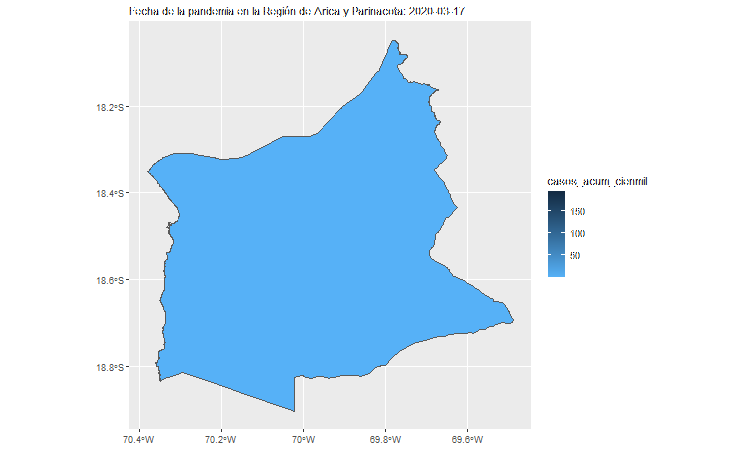 Fecha de la pandemia en la Región de Arica y Parinacota: 2020-03-17
18.2°S
18.4°S
18.6°S
18.8°S
70.4°W
70.2°W
70°W
69.8°W
69.6°W
casos_acum_cienmil
150
100
50